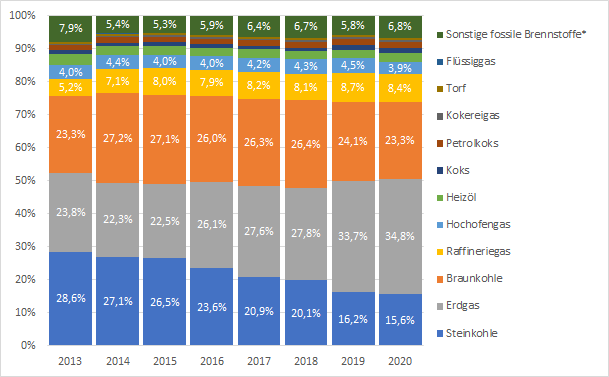 100%
90%
80%
70%
60%
50%
40%
30%
20%
10%
0%
7,9% 5,4% 5,3% 5,9% 6,4% 6,7% 5,8% 6,8%
4,0% 4,4% 4,0% 4,0% 4,2% 4,3% 4,5% 3,9%
5,2% 7,1% 8,0% 7,9% 8,2% 8,1% 8,7% 8,4%
23,3% 27,2% 27,1% 26,0% 26,3% 26,4% 24,1% 23,3%
23,8% 22,3% 22,5% 26,1% 27,6% 27,8% 33,7% 34,8%
28,6% 27,1% 26,5% 23,6% 20,9% 20,1% 16,2% 15,6%
2013 2014 2015 2016 2017 2018 2019 2020
Sonstige fossile Brennstoffe*
Flüssiggas
Torf
Kokereigas
Petrolkoks
Koks
Heizöl
Hochofengas
Raffineriegas
Braunkohle
Erdgas
Steinkohle